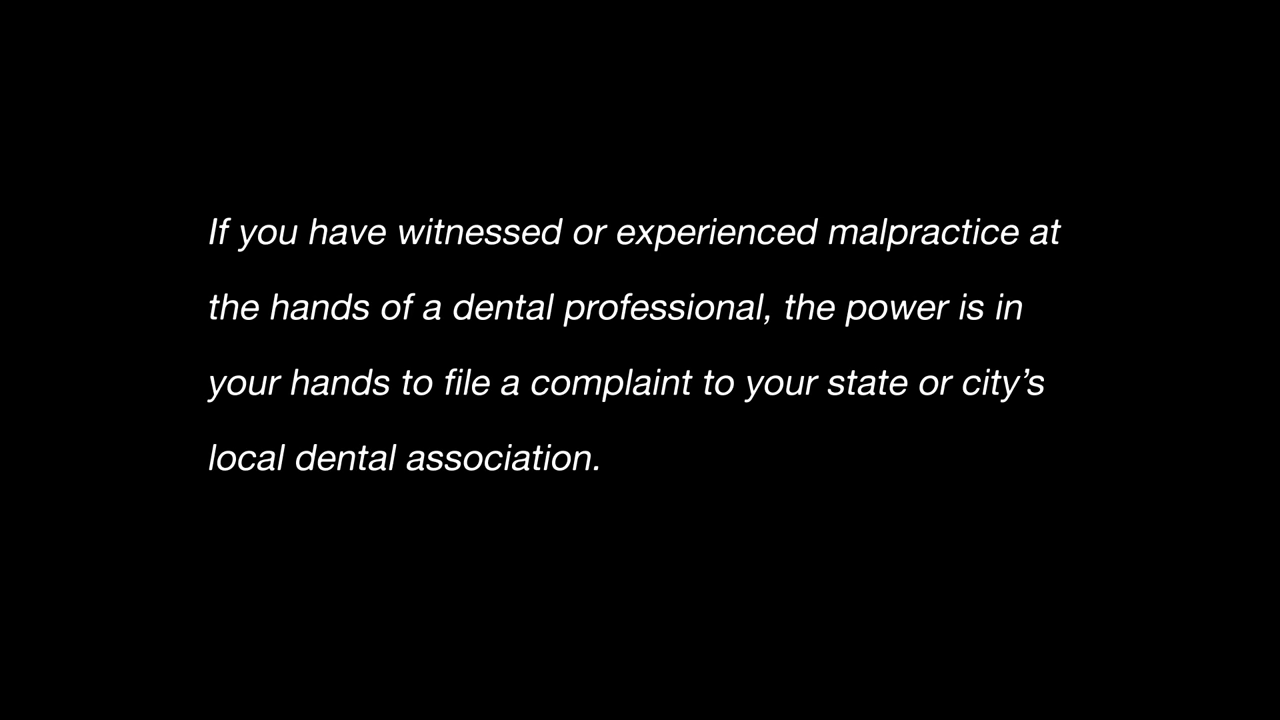 If you have witnessed or experienced malpractice at
the hands of a dental professional, the power is in
your hands to file a complaint to your state or city’s
local dental association.